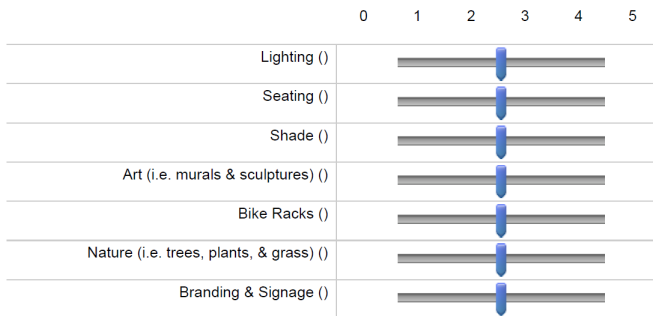 0 1 2 3 4 5
Lighting ()
Seating ()
Shade ()
Art (i.e. murals & sculptures) ()
Bike Racks ()
Nature (i.e. trees, plants, & grass) ()
Branding & Signage ()